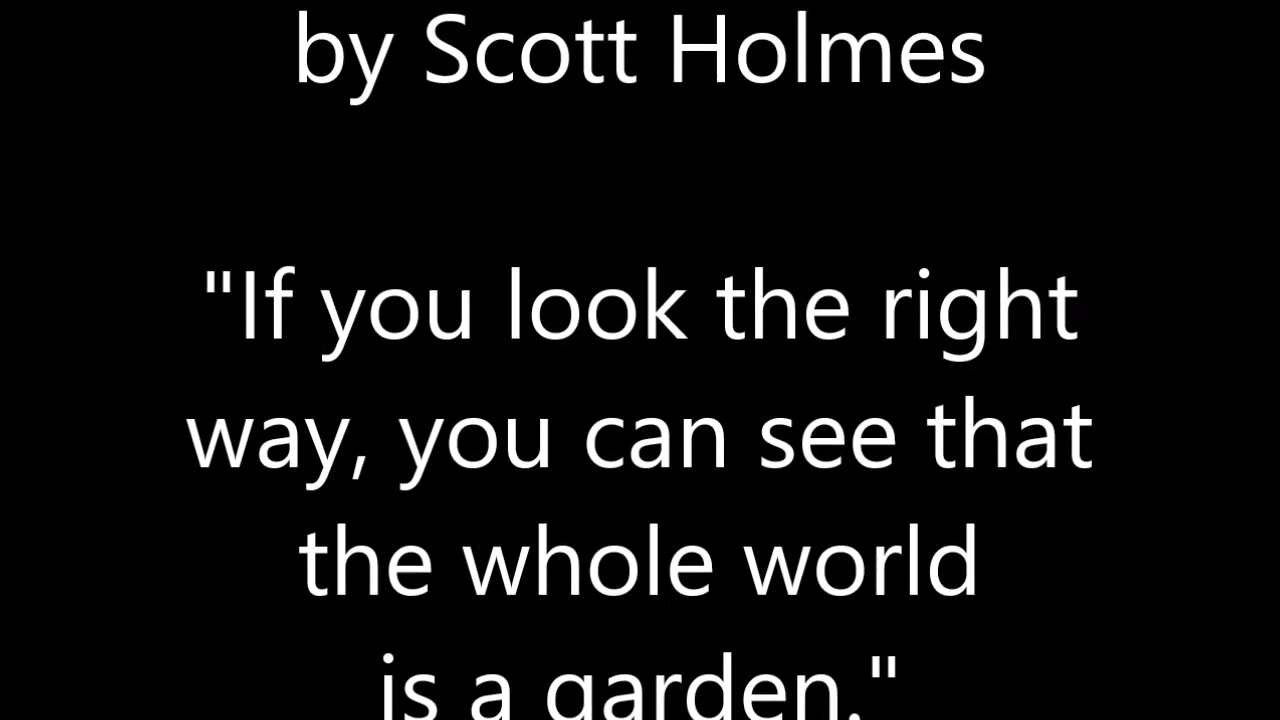 by Scott Holmes
"If you look the right
way, you can see that
the whole world
is a garden."